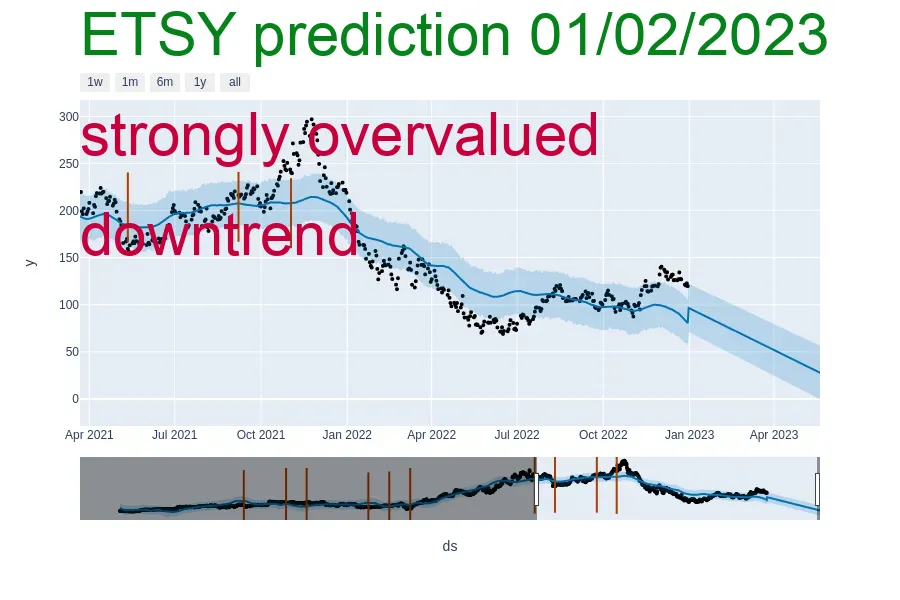 ETSY prediction 01/02/2023
1w 1m 6m 1y all
strongly overvalued
downtrend
300
250
200
150
100
50
0
y
Apr 2021 Jul 2021 Oct 2021 Jan 2022 Apr 2022 Jul 2022 Oct 2022 Jan 2023 Apr 2023
ds